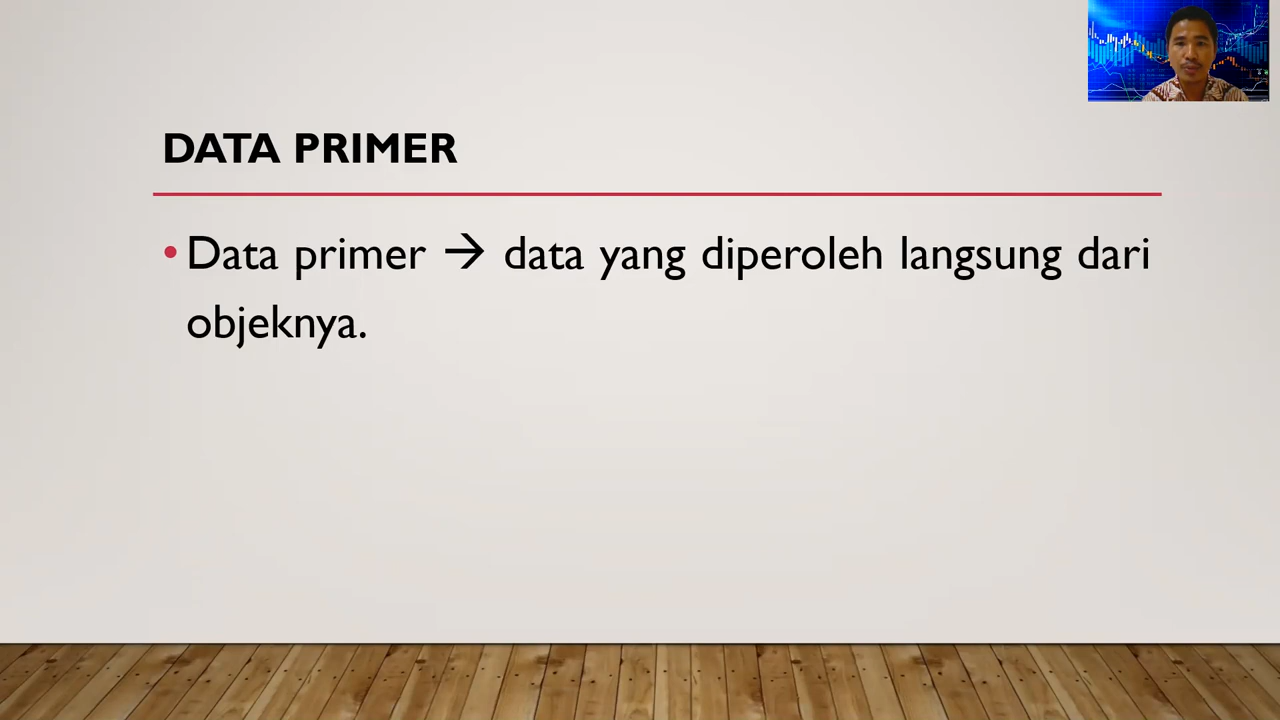 DATA PRIMER
• Data primer → data yang diperoleh langsung dari
objeknya.